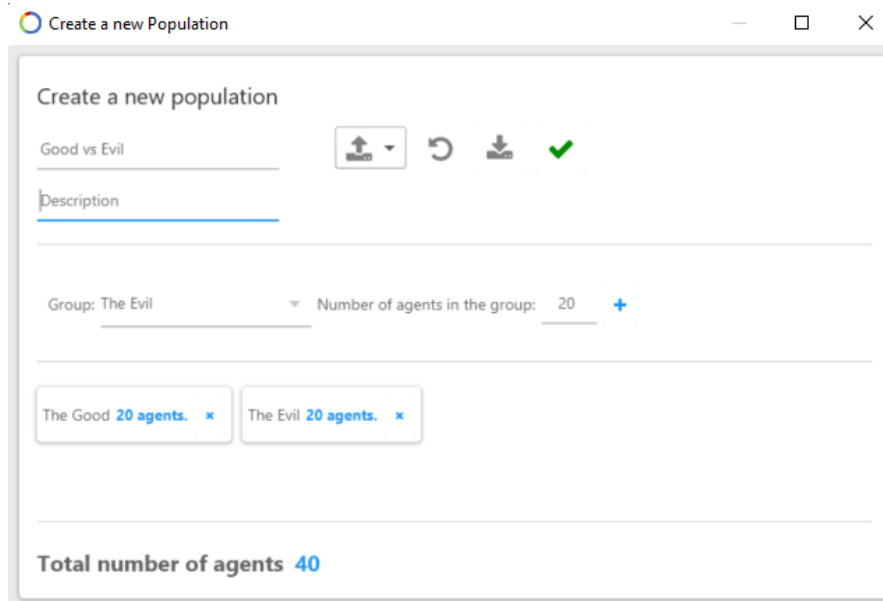 Create a new Population
Create a new population
Good vs Evil
Description
Group: The Evil Number of agents in the group: 20
The Good 20 agents. The Evil 20 agents.
Total number of agents 40